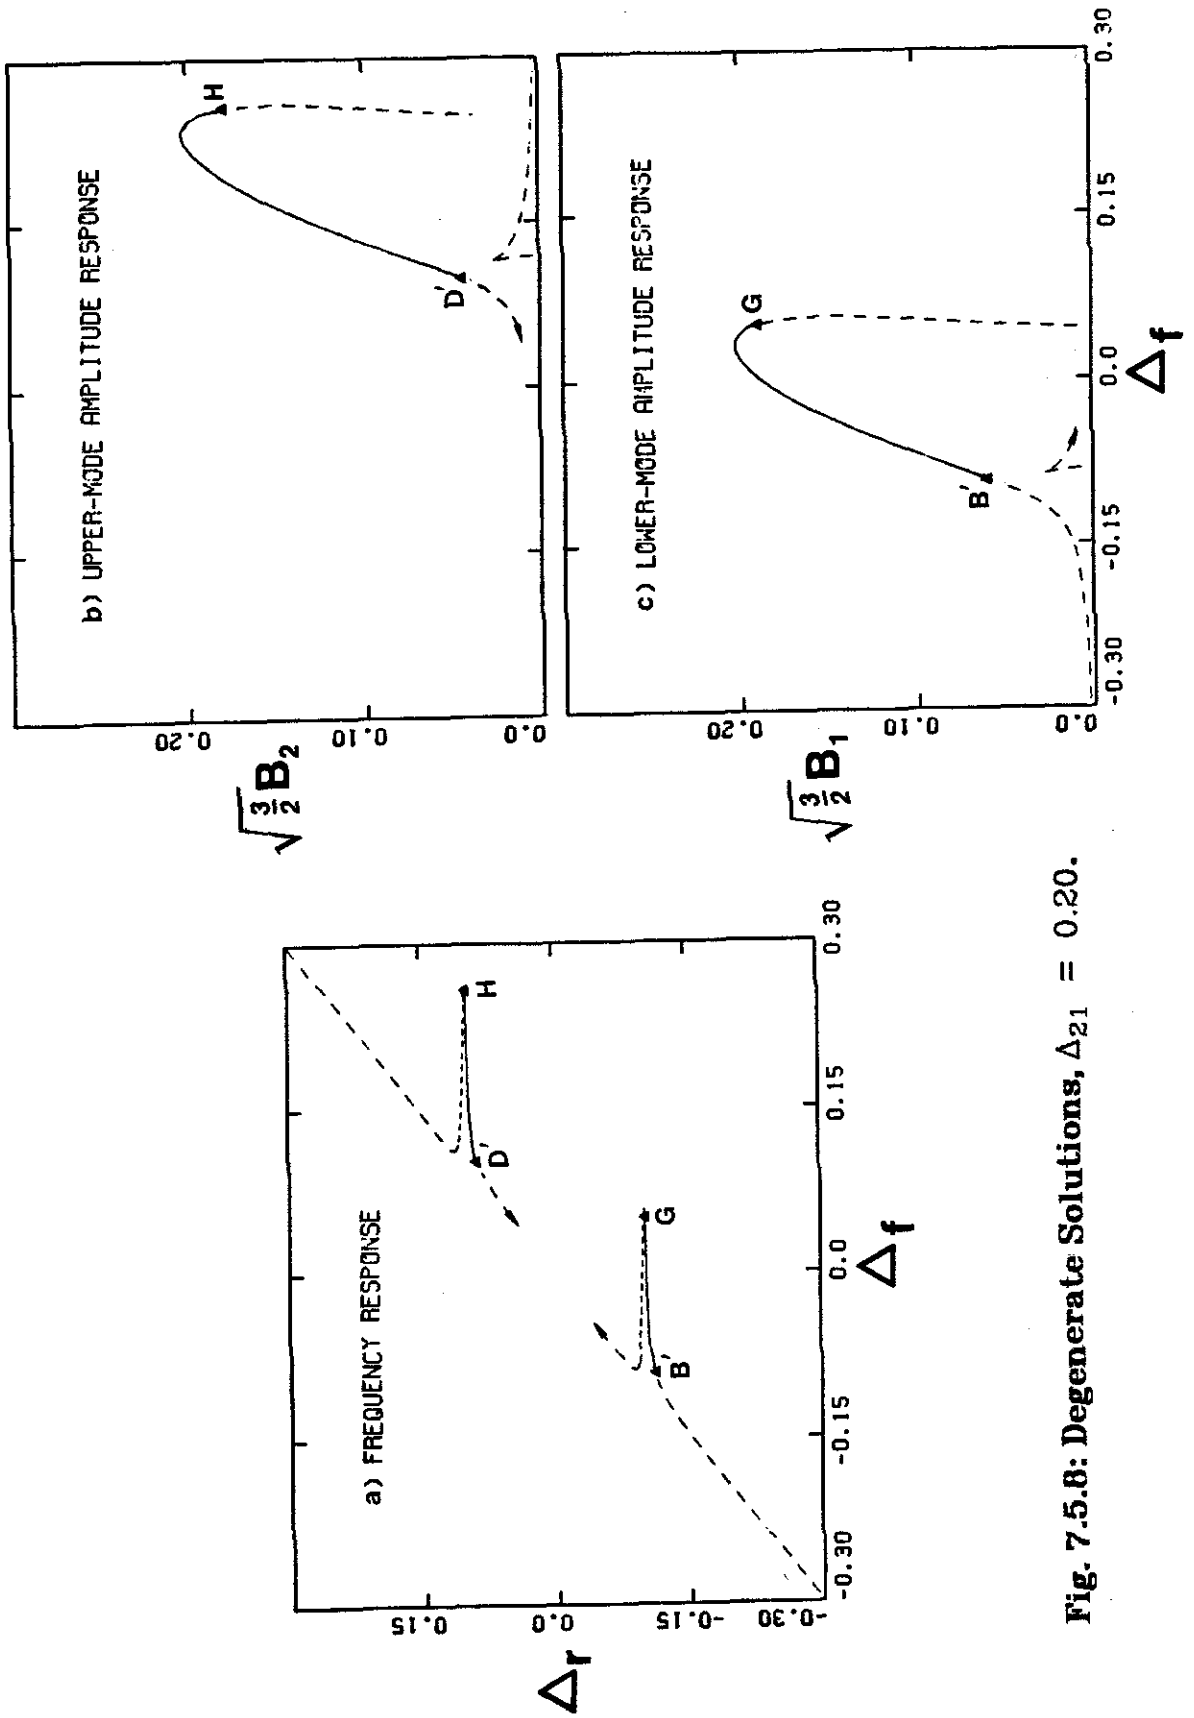 a) FREQUENCY RESPONSE
Δr
0.15
0.0
-0.15
-0.30
H
D'
G
B'
-0.30
-0.15
0.0
0.15
0.30
Δf
b) UPPER-MODE AMPLITUDE RESPONSE
√3/2 B2
0.20
0.10
0.0
H
D'
c) LOWER-MODE AMPLITUDE RESPONSE
√3/2 B1
0.20
0.10
0.0
G
B'
-0.30
-0.15
0.0
0.15
0.30
Δf
Fig. 7.5.8: Degenerate Solutions, Δ21 = 0.20.